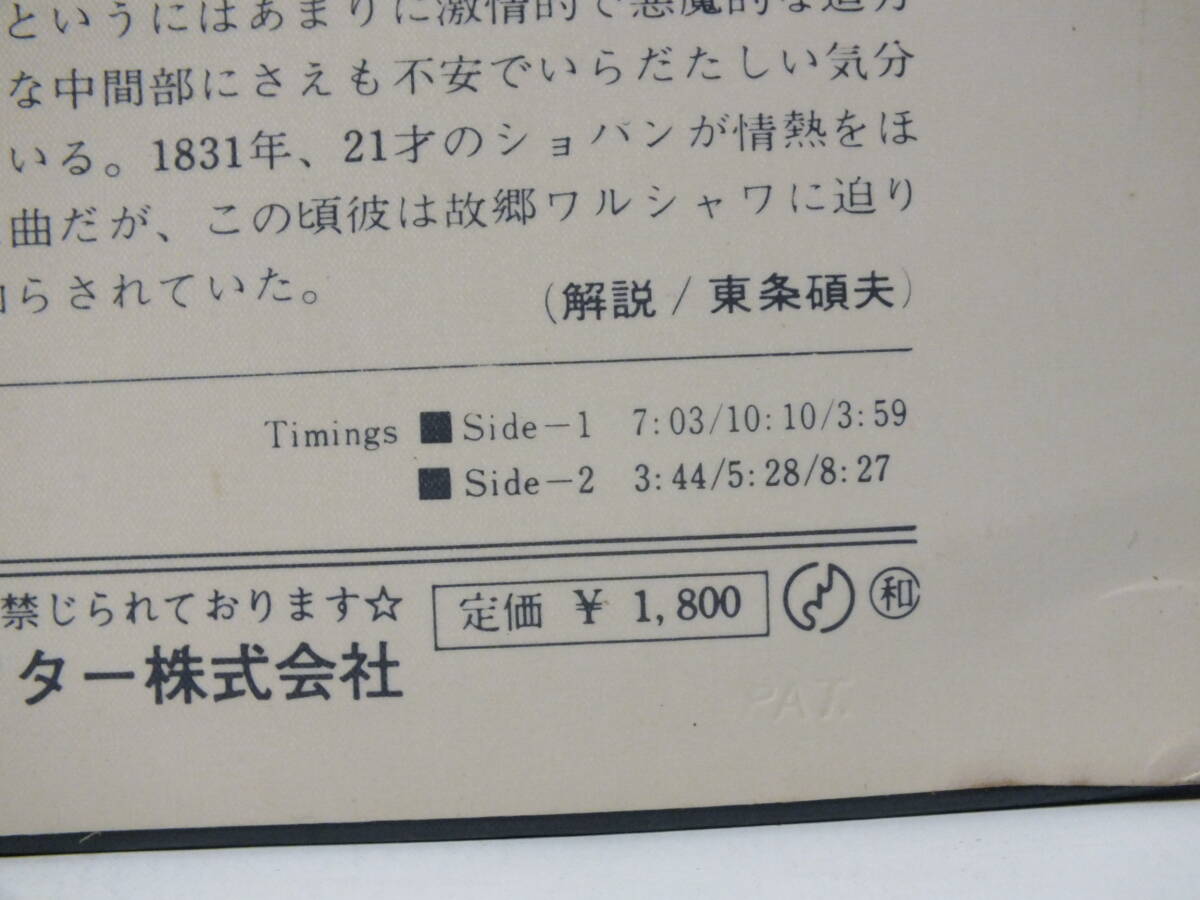 というにはあまりに激情的で悪魔的な迫力
な中間部にさえも不安でいらだたしい気分
いる。1831年、21才のショパンが情熱をほ
曲だが、この頃彼は故郷ワルシャワに迫り
らされていた。
(解説/東条碩夫)
Timings ■ Side-1 7:03/10:10/3:59
■ Side-2 3:44/5:28/8:27
禁じられております☆
定価 ¥ 1,800
㊓和
ター株式会社